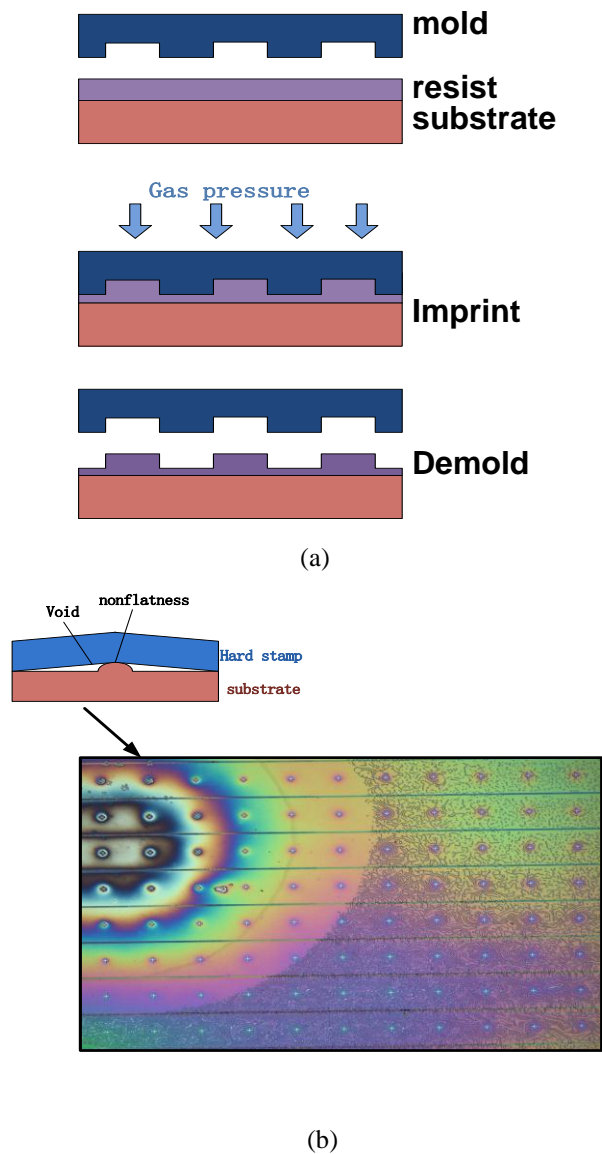 mold
resist
substrate
Gas pressure
Imprint
Demold
(a)
nonflatness
Void
Hard stamp
substrate
(b)